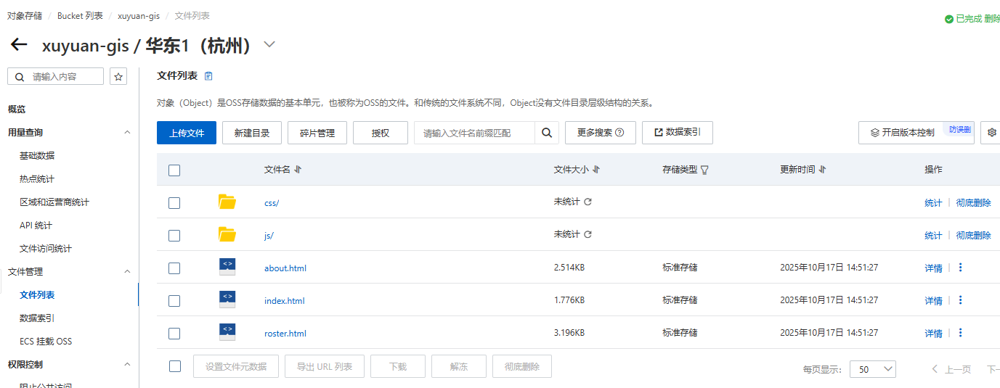 对象存储 / Bucket 列表 / xuyuan-gis / 文件列表
已完成 删除
xuyuan-gis / 华东1（杭州）
请输入内容
概览
用量查询
基础数据
热点统计
区域和运营商统计
API 统计
文件访问统计
文件管理
文件列表
数据索引
ECS 挂载 OSS
权限控制
阻止公共访问
文件列表
对象（Object）是OSS存储数据的基本单元，也被称为OSS的文件。和传统的文件系统不同，Object没有文件目录层级结构的关系。
上传文件 新建目录 碎片管理 授权 请输入文件名前缀匹配 更多搜索 数据索引 开启版本控制 防误删
文件名 文件大小 存储类型 更新时间 操作
css/ 未统计 统计 | 彻底删除
js/ 未统计 统计 | 彻底删除
about.html 2.514KB 标准存储 2025年10月17日 14:51:27 详情 |
index.html 1.776KB 标准存储 2025年10月17日 14:51:27 详情 |
roster.html 3.196KB 标准存储 2025年10月17日 14:51:27 详情 |
设置文件元数据 导出 URL 列表 下载 解冻 彻底删除 每页显示： 50 上一页 下一